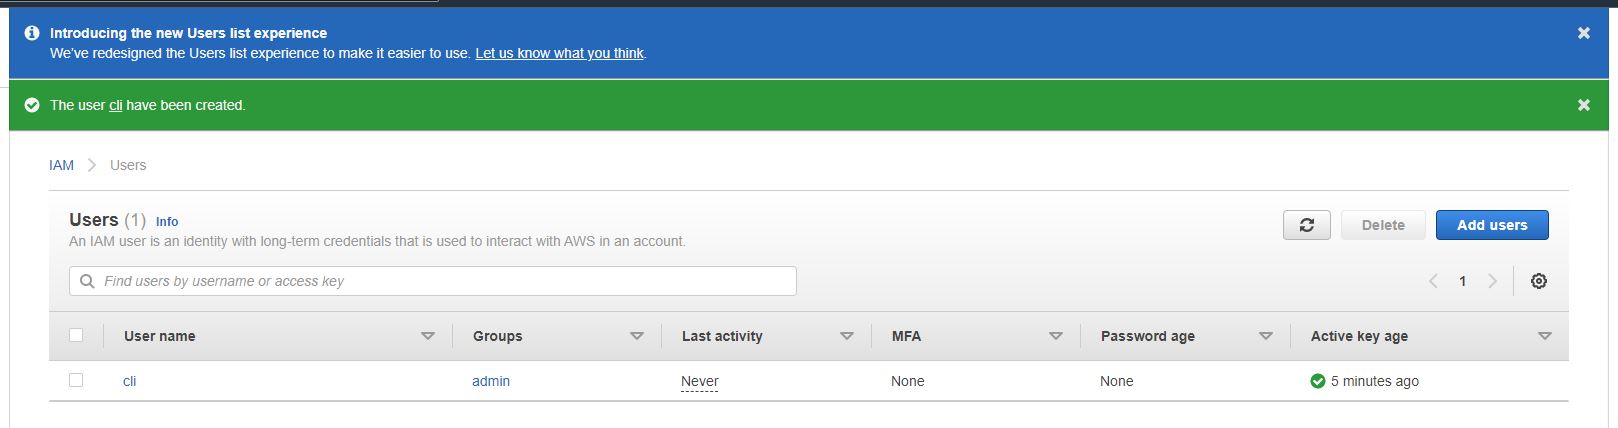 Introducing the new Users list experience
We've redesigned the Users list experience to make it easier to use. Let us know what you think.
The user cli have been created.
IAM > Users
Users (1) Info
An IAM user is an identity with long-term credentials that is used to interact with AWS in an account.
Delete Add users
Find users by username or access key
1
User name Groups Last activity MFA Password age Active key age
cli admin Never None None 5 minutes ago